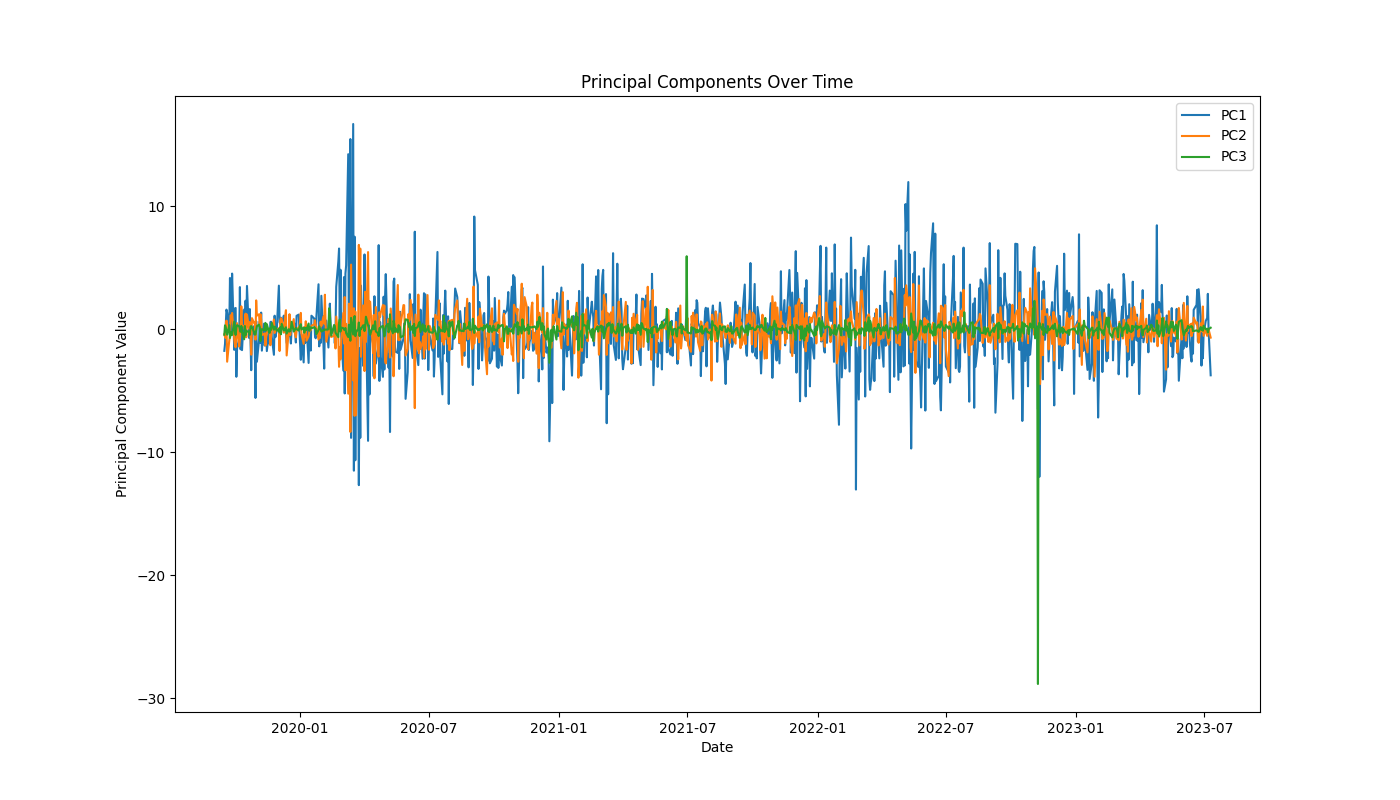 Principal Components Over Time
PC1
PC2
PC3
Principal Component Value
10
0
−10
−20
−30
2020-01
2020-07
2021-01
2021-07
2022-01
2022-07
2023-01
2023-07
Date